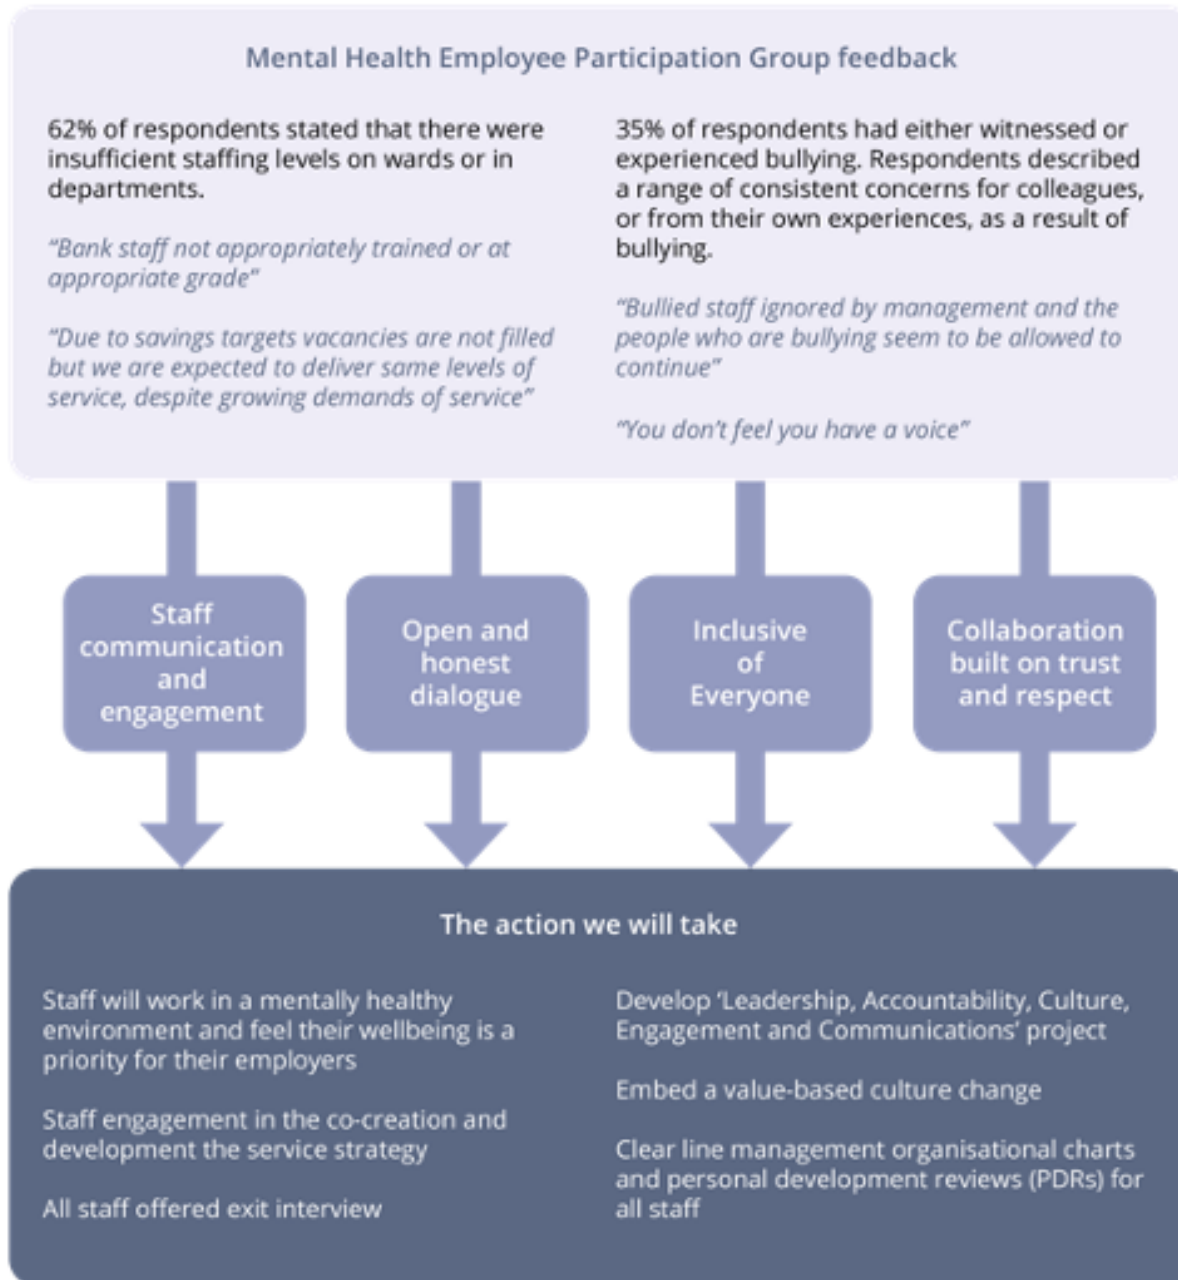 Mental Health Employee Participation Group feedback
62% of respondents stated that there were
insufficient staffing levels on wards or in
departments.
“Bank staff not appropriately trained or at
appropriate grade”
“Due to savings targets vacancies are not filled
but we are expected to deliver same levels of
service, despite growing demands of service”
35% of respondents had either witnessed or
experienced bullying. Respondents described
a range of consistent concerns for colleagues,
or from their own experiences, as a result of
bullying.
“Bullied staff ignored by management and the
people who are bullying seem to be allowed to
continue”
“You don’t feel you have a voice”
Staff
communication
and
engagement
Open and
honest
dialogue
Inclusive
of
Everyone
Collaboration
built on trust
and respect
The action we will take
Staff will work in a mentally healthy
environment and feel their wellbeing is a
priority for their employers
Staff engagement in the co-creation and
development the service strategy
All staff offered exit interview
Develop ‘Leadership, Accountability, Culture,
Engagement and Communications’ project
Embed a value-based culture change
Clear line management organisational charts
and personal development reviews (PDRs) for
all staff